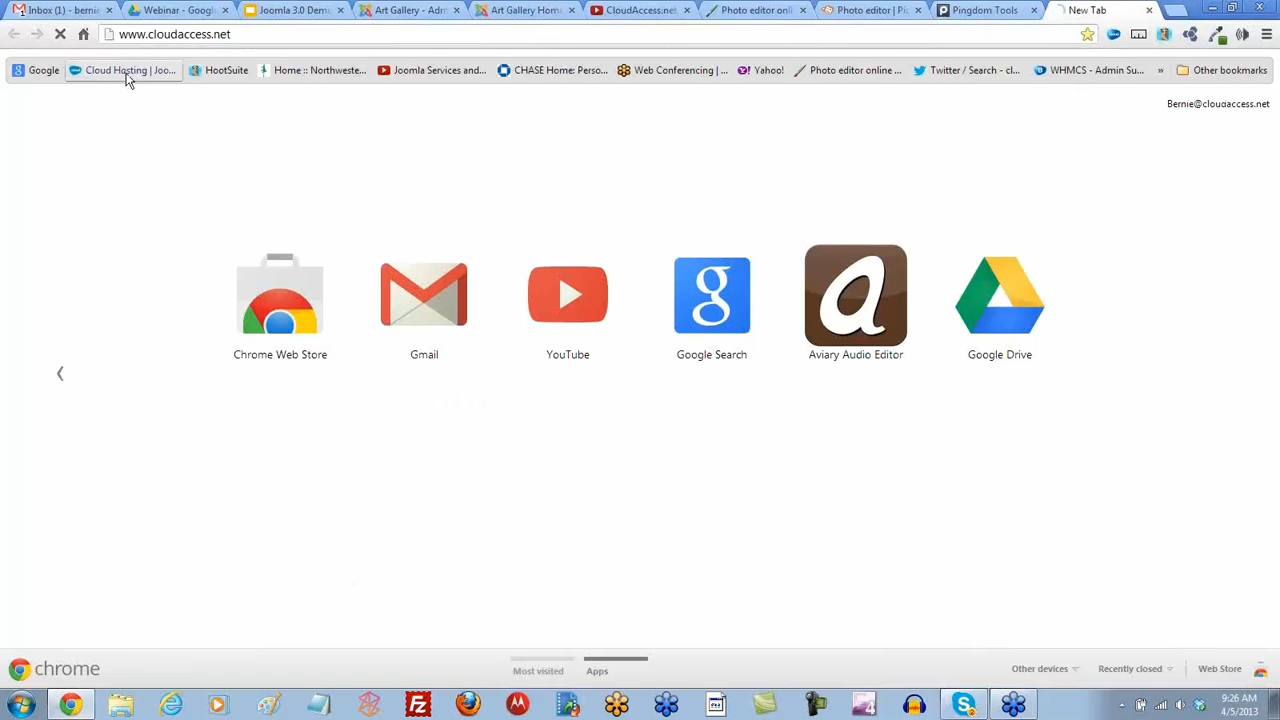 Inbox (1) - bernie
Webinar - Google
Joomla 3.0 Demo
Art Gallery - Adm
Art Gallery Home
CloudAccess.net
Photo editor onli
Photo editor | Pi
Pingdom Tools
New Tab
www.cloudaccess.net
Google
Cloud Hosting | Joo...
HootSuite
Home :: Northweste...
Joomla Services and...
CHASE Home: Perso...
Web Conferencing | ...
Yahoo!
Photo editor online ...
Twitter / Search - cl...
WHMCS - Admin Su...
»
Other bookmarks
Bernie@cloudaccess.net
Chrome Web Store
Gmail
YouTube
Google Search
Aviary Audio Editor
Google Drive
chrome
Most visited
Apps
Other devices
Recently closed
Web Store
9:26 AM
4/5/2013